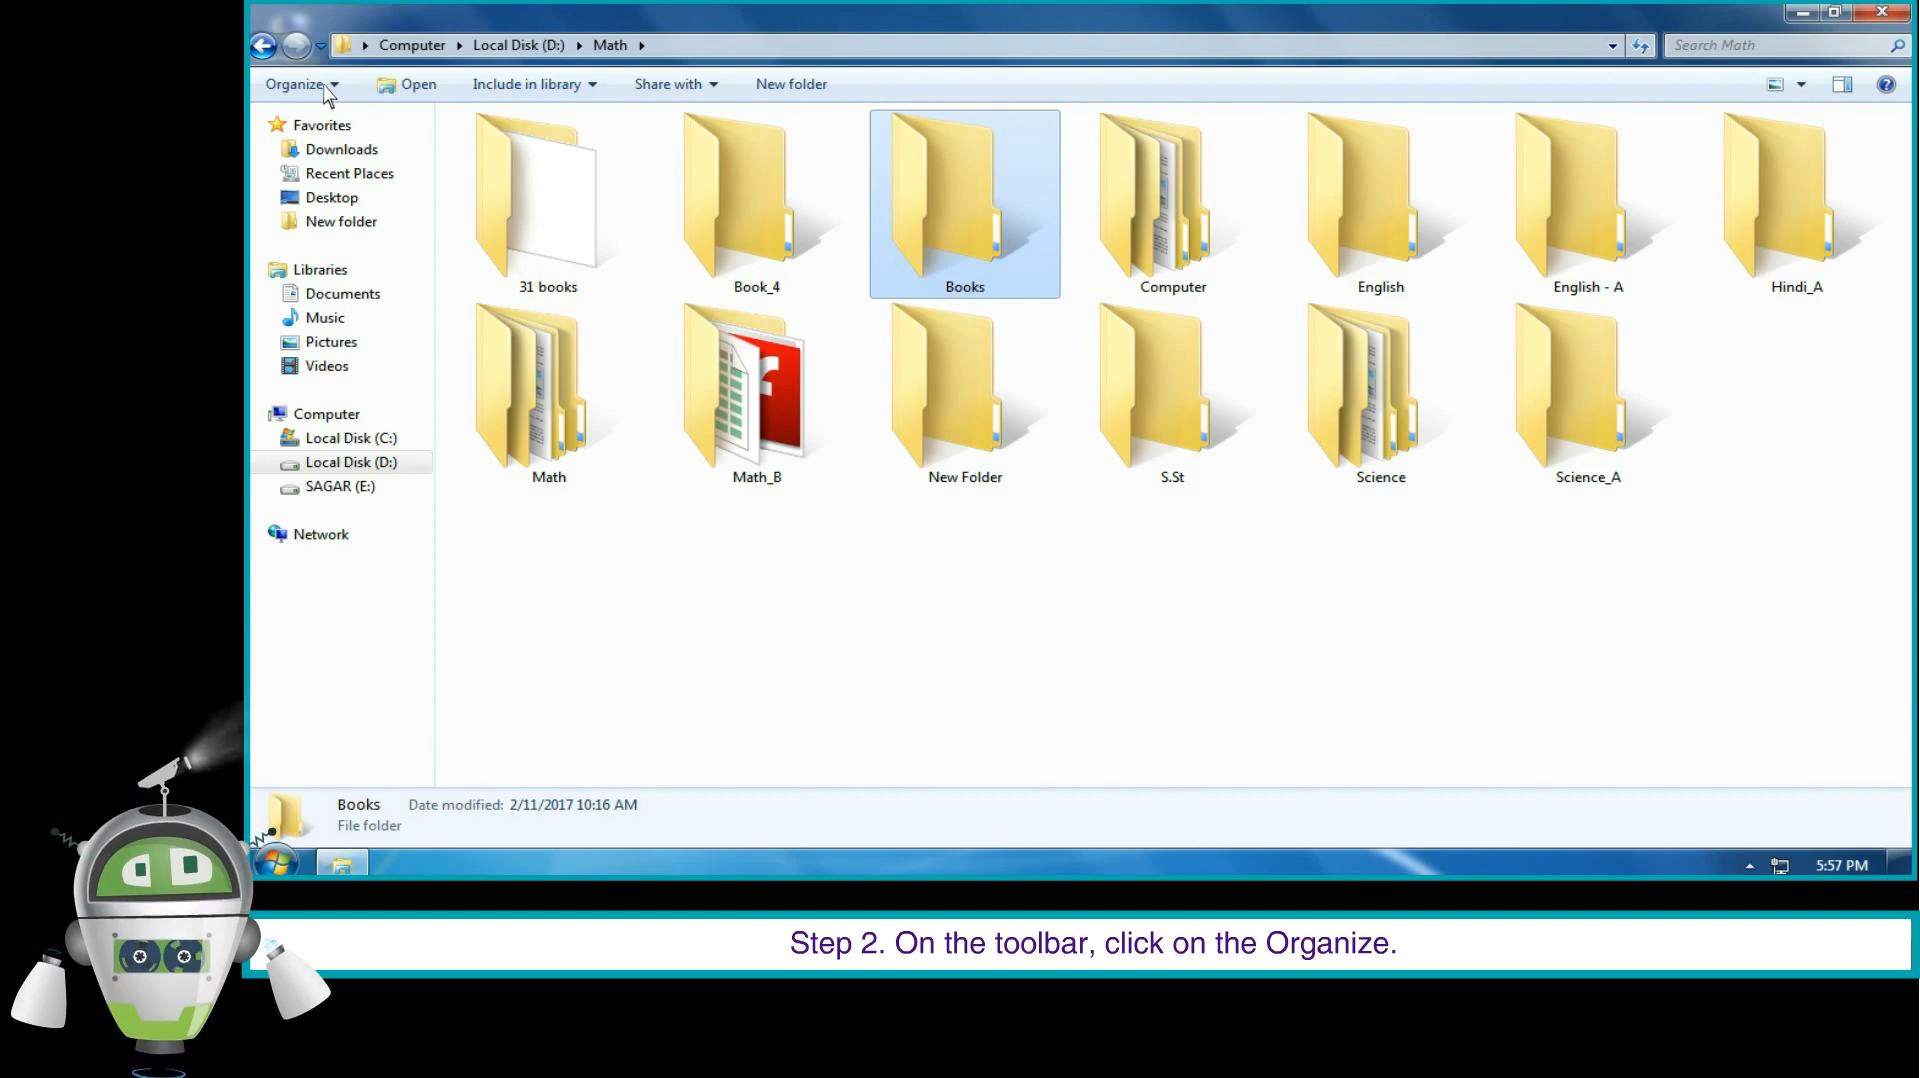 Computer Local Disk (D:) Math
Search Math
Organize Open Include in library Share with New folder
Favorites
Downloads
Recent Places
Desktop
New folder
Libraries
Documents
Music
Pictures
Videos
Computer
Local Disk (C:)
Local Disk (D:)
SAGAR (E:)
Network
31 books Book_4 Books Computer English English - A Hindi_A
Math Math_B New Folder S.St Science Science_A
Books Date modified: 2/11/2017 10:16 AM
File folder
5:57 PM
Step 2. On the toolbar, click on the Organize.